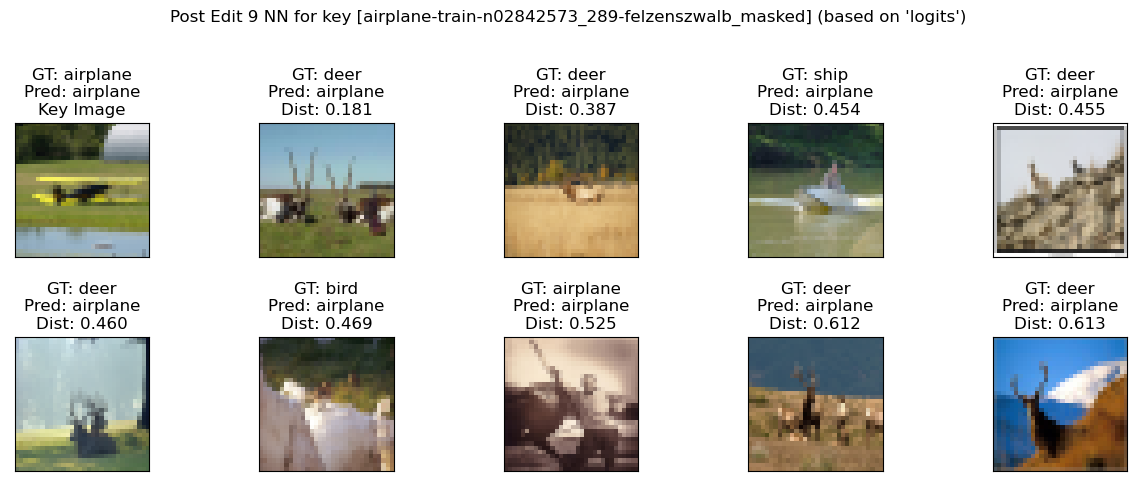 Post Edit 9 NN for key [airplane-train-n02842573_289-felzenszwalb_masked] (based on 'logits')
GT: airplane
Pred: airplane
Key Image
GT: deer
Pred: airplane
Dist: 0.181
GT: deer
Pred: airplane
Dist: 0.387
GT: ship
Pred: airplane
Dist: 0.454
GT: deer
Pred: airplane
Dist: 0.455
GT: deer
Pred: airplane
Dist: 0.460
GT: bird
Pred: airplane
Dist: 0.469
GT: airplane
Pred: airplane
Dist: 0.525
GT: deer
Pred: airplane
Dist: 0.612
GT: deer
Pred: airplane
Dist: 0.613